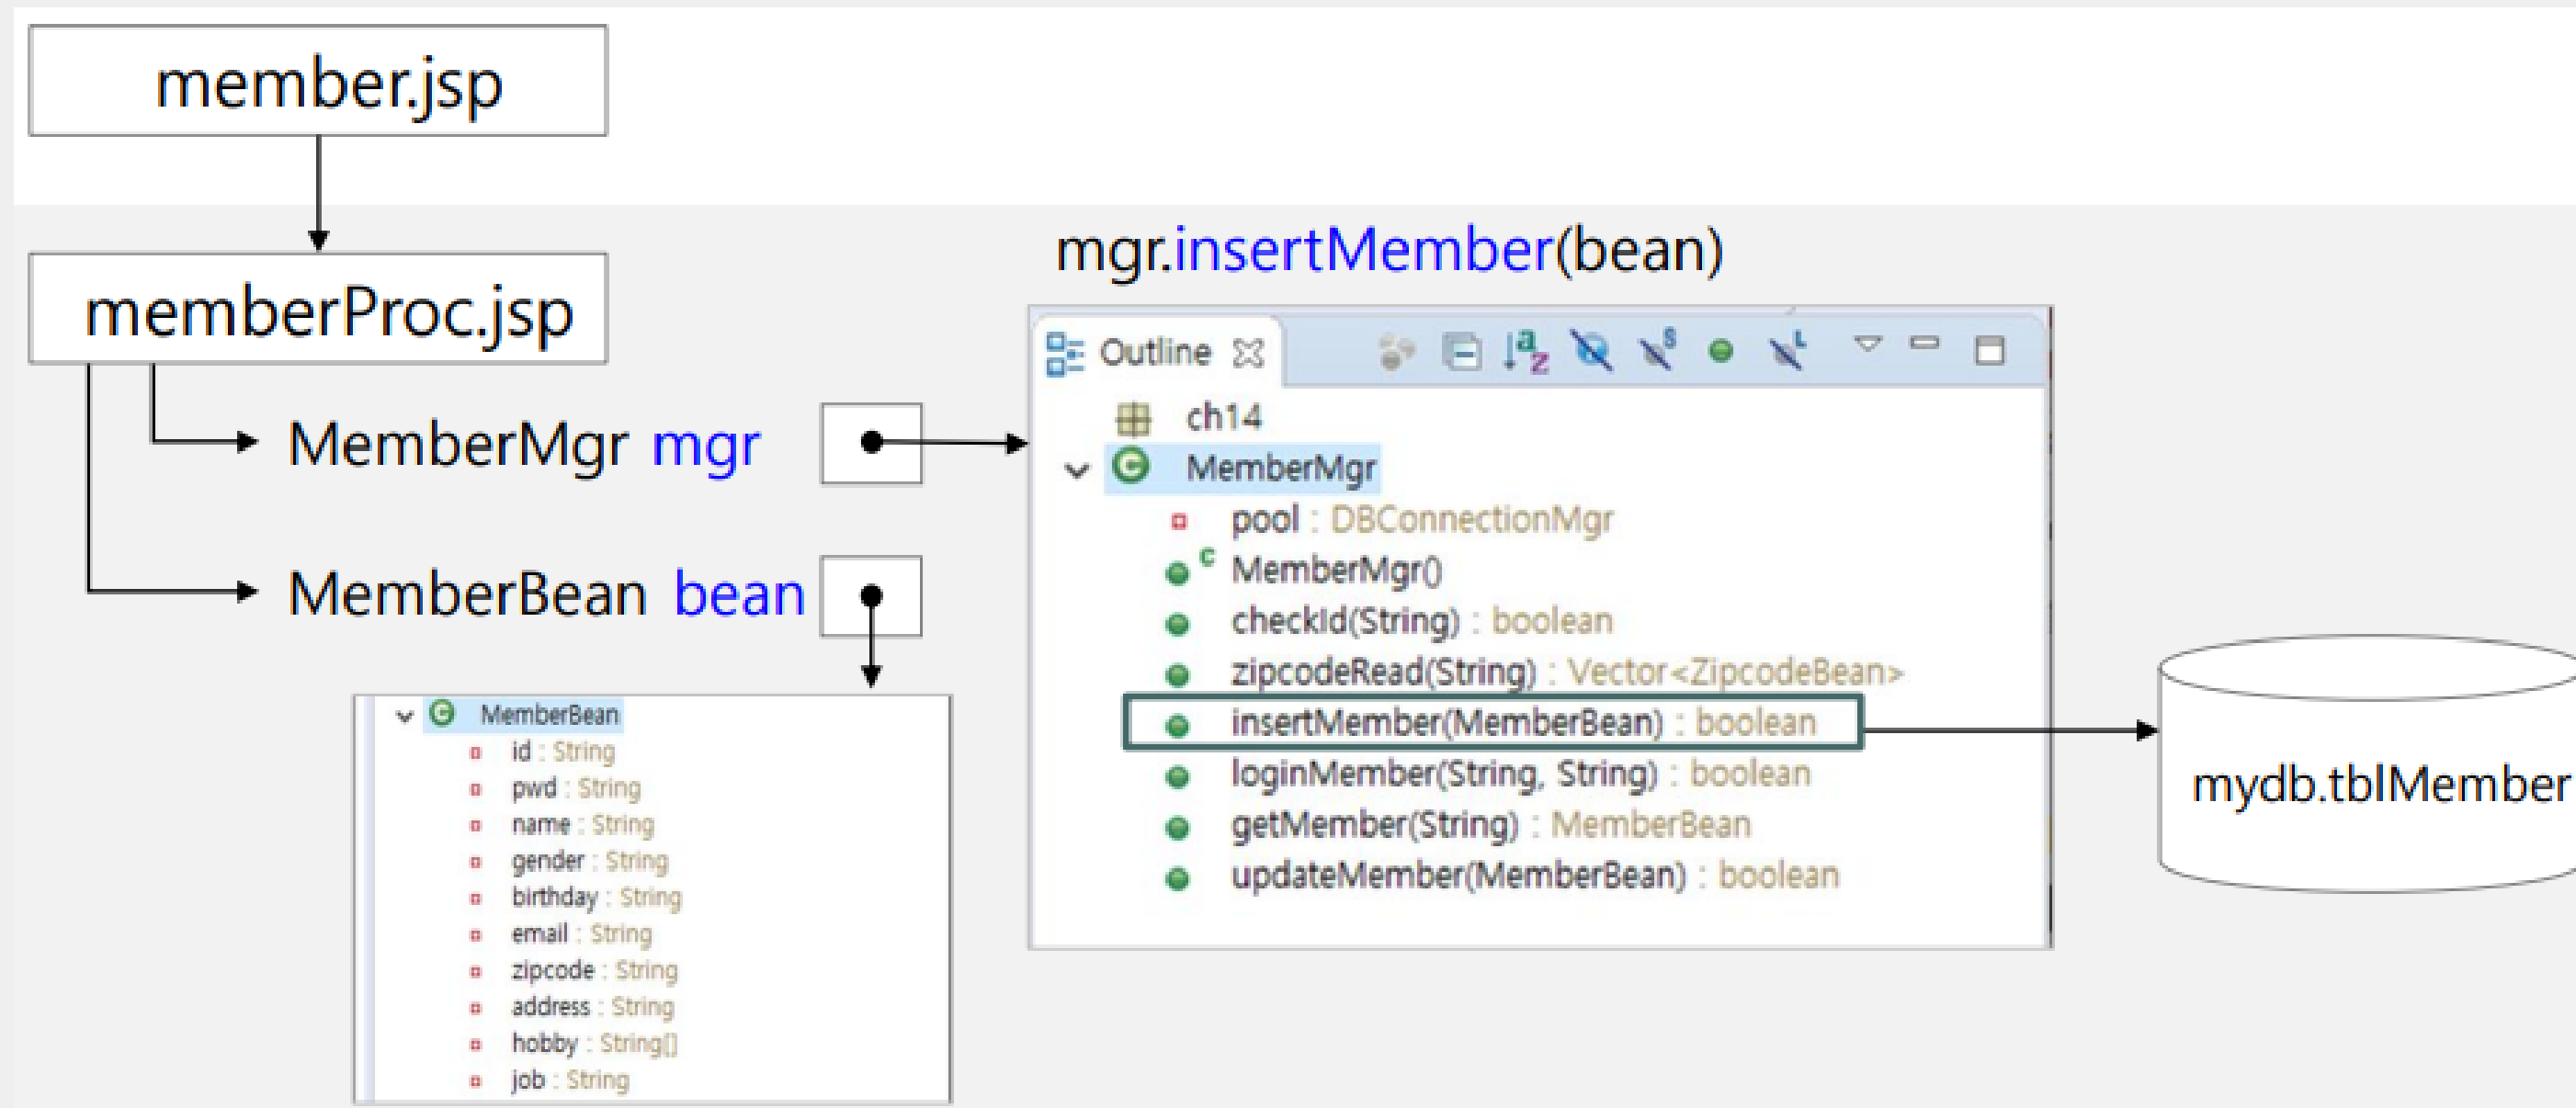 member.jsp
memberProc.jsp
MemberMgr mgr
MemberBean bean
MemberBean
id : String
pwd : String
name : String
gender : String
birthday : String
email : String
zipcode : String
address : String
hobby : String[]
job : String
mgr.insertMember(bean)
Outline
ch14
MemberMgr
pool : DBConnectionMgr
MemberMgr()
checkId(String) : boolean
zipcodeRead(String) : Vector<ZipcodeBean>
insertMember(MemberBean) : boolean
loginMember(String, String) : boolean
getMember(String) : MemberBean
updateMember(MemberBean) : boolean
mydb.tblMember